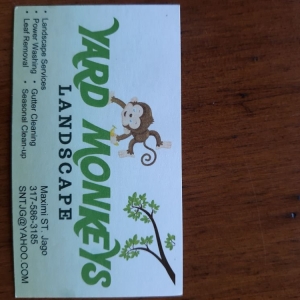 YARD MONKEYS
LANDSCAPE
• Landscape Services
• Power Washing • Gutter Cleaning
• Leaf Removal • Seasonal Clean-up
Maximi ST. Jago
317-586-3185
SNTJG@YAHOO.COM